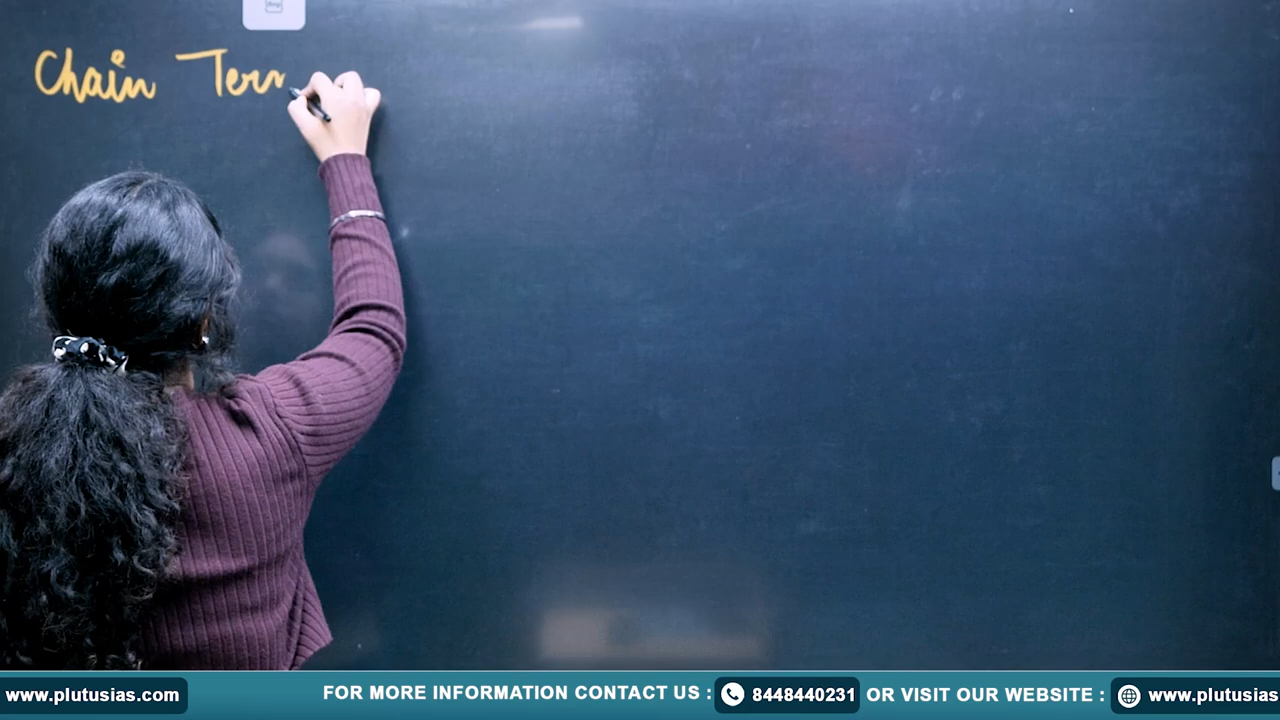 Chain Terr
www.plutusias.com FOR MORE INFORMATION CONTACT US : 8448440231 OR VISIT OUR WEBSITE : www.plutusias